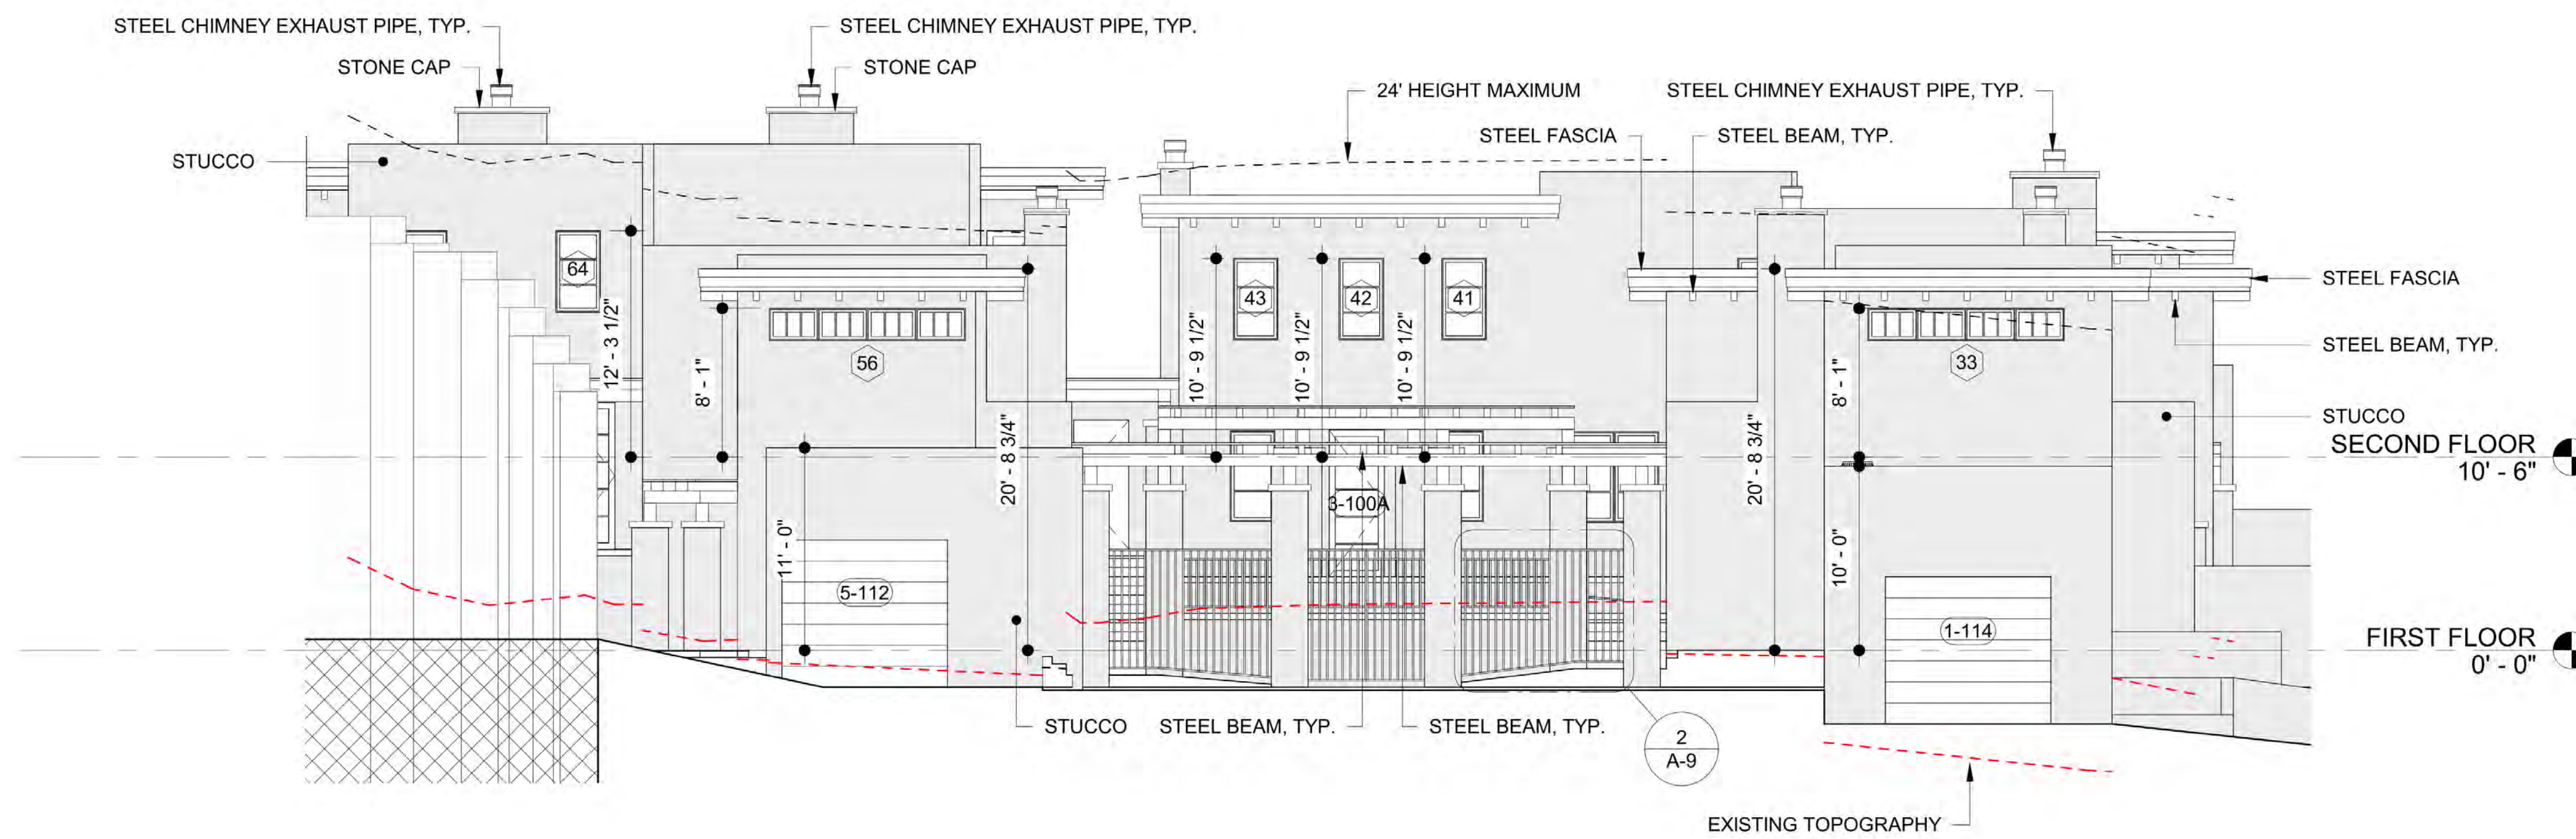 STEEL CHIMNEY EXHAUST PIPE, TYP.
STEEL CHIMNEY EXHAUST PIPE, TYP.
STONE CAP
STONE CAP
24' HEIGHT MAXIMUM
STEEL CHIMNEY EXHAUST PIPE, TYP.
STEEL FASCIA
STEEL BEAM, TYP.
STUCCO
64
43
42
41
STEEL FASCIA
12' - 3 1/2"
10' - 9 1/2"
10' - 9 1/2"
10' - 9 1/2"
STEEL BEAM, TYP.
56
33
8' - 1"
8' - 1"
STUCCO
SECOND FLOOR
10' - 6"
20' - 8 3/4"
20' - 8 3/4"
3-100A
11' - 0"
10' - 0"
5-112
1-114
FIRST FLOOR
0' - 0"
STUCCO
STEEL BEAM, TYP.
STEEL BEAM, TYP.
2
A-9
EXISTING TOPOGRAPHY